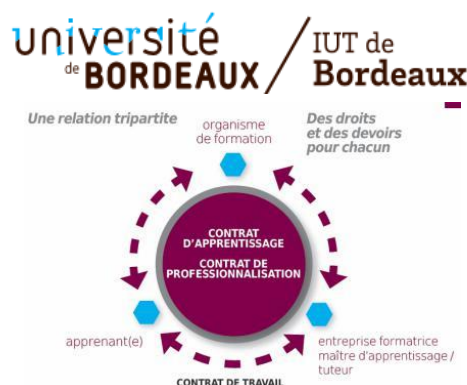 université
de BORDEAUX
IUT de
Bordeaux
Une relation tripartite
organisme
de formation
Des droits
et des devoirs
pour chacun
CONTRAT
D'APPRENTISSAGE
CONTRAT DE
PROFESSIONNALISATION
apprenant(e)
entreprise formatrice
maître d'apprentissage /
tuteur
CONTRAT DE TRAVAIL